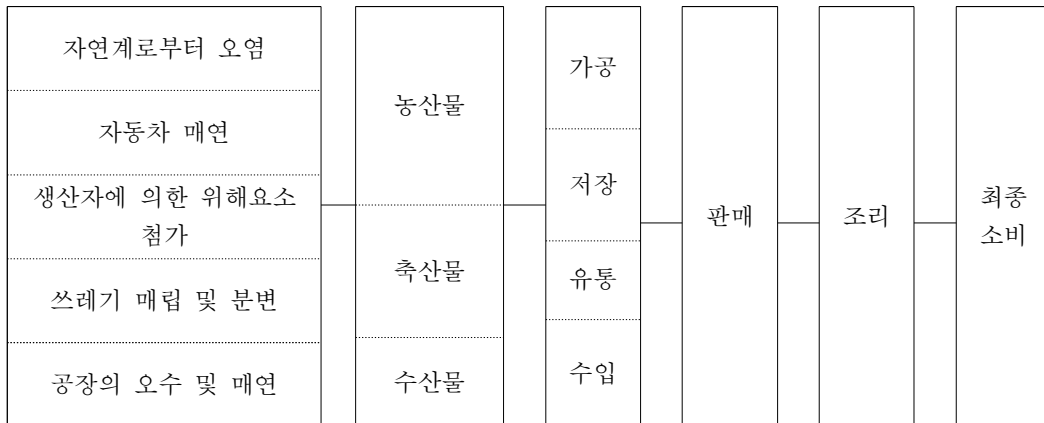 자연계로부터 오염
자동차 매연
생산자에 의한 위해요소
첨가
쓰레기 매립 및 분변
공장의 오수 및 매연
농산물
축산물
수산물
가공
저장
유통
수입
판매
조리
최종
소비